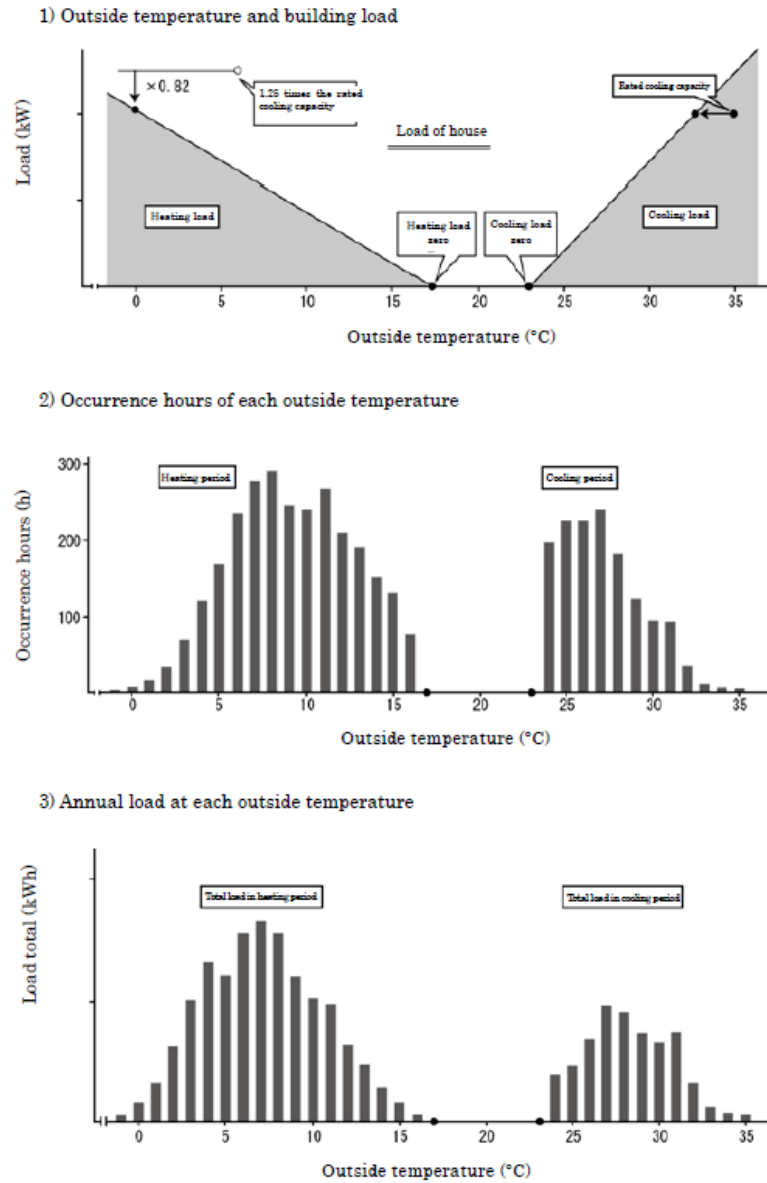 1) Outside temperature and building load
×0.82
1.25 times the rated
cooling capacity
Rated cooling capacity
Load of house
Load (kW)
Heating load
Heating load
zero
Cooling load
zero
Cooling load
0 5 10 15 20 25 30 35
Outside temperature (°C)
2) Occurrence hours of each outside temperature
Occurrence hours (h)
300
200
100
Heating period
Cooling period
0 5 10 15 20 25 30 35
Outside temperature (°C)
3) Annual load at each outside temperature
Load total (kWh)
Total load in heating period
Total load in cooling period
0 5 10 15 20 25 30 35
Outside temperature (°C)